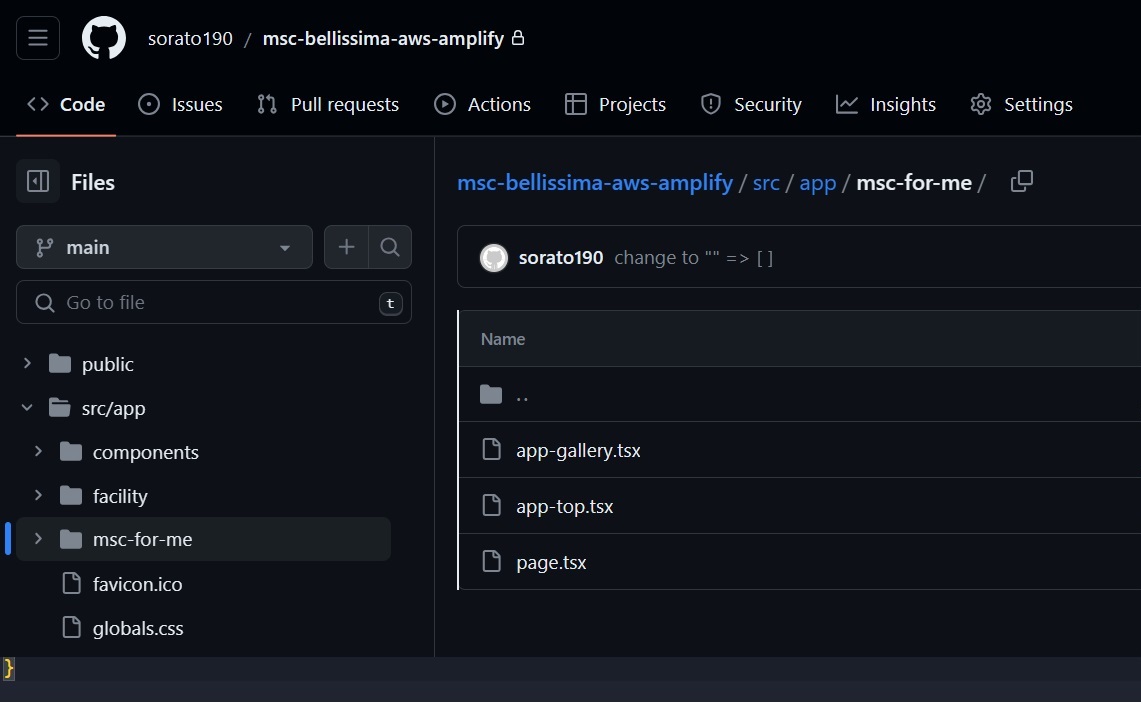 sorato190 / msc-bellissima-aws-amplify
Code Issues Pull requests Actions Projects Security Insights Settings
Files
main
Go to file t
public
src/app
components
facility
msc-for-me
favicon.ico
globals.css
msc-bellissima-aws-amplify / src / app / msc-for-me /
sorato190 change to "" => [ ]
Name
..
app-gallery.tsx
app-top.tsx
page.tsx
}